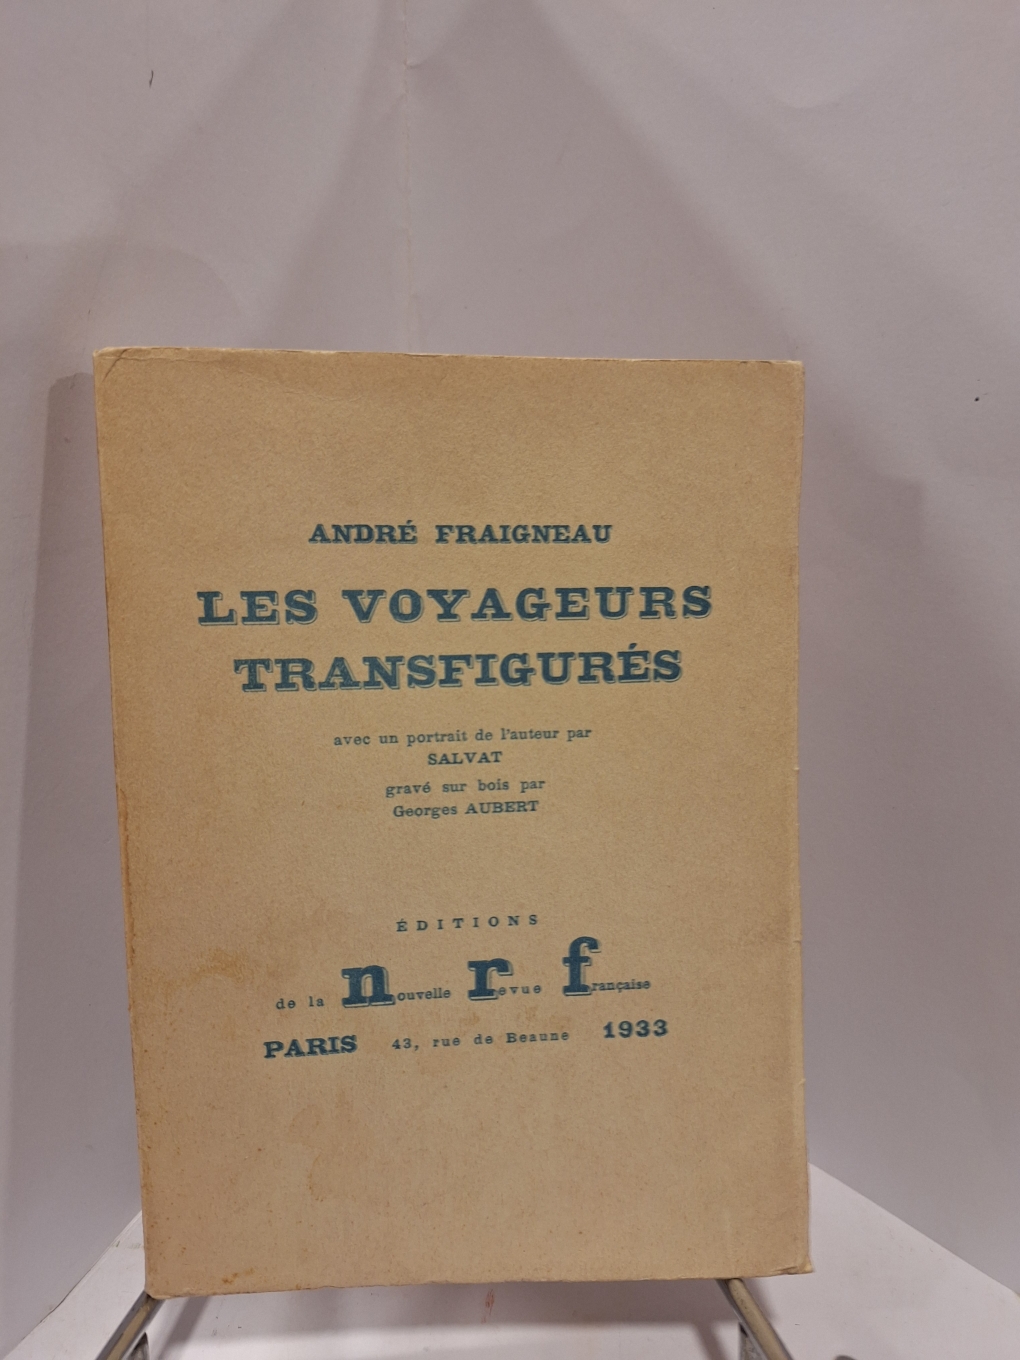 ANDRÉ FRAIGNEAU
LES VOYAGEURS
TRANSFIGURÉS
avec un portrait de l'auteur par
SALVAT
gravé sur bois par
Georges AUBERT
ÉDITIONS
de la nouvelle revue française
PARIS 43, rue de Beaune 1933